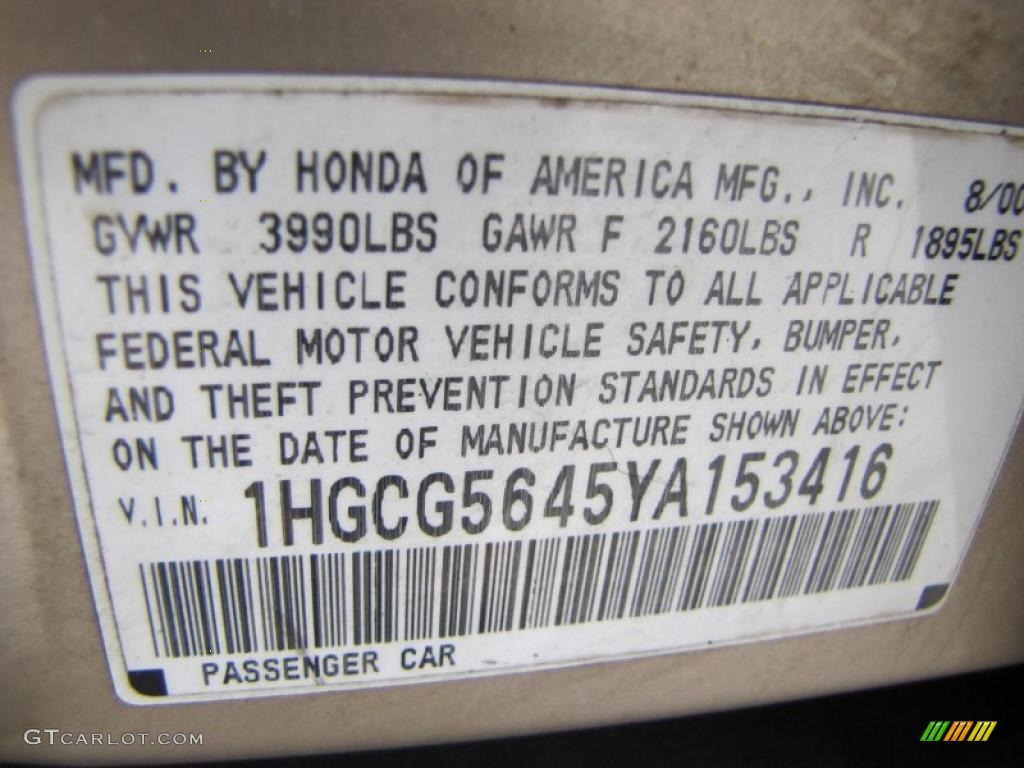 MFD. BY HONDA OF AMERICA MFG., INC. 8/00
GVWR 3990LBS GAWR F 2160LBS R 1895LBS
THIS VEHICLE CONFORMS TO ALL APPLICABLE
FEDERAL MOTOR VEHICLE SAFETY, BUMPER,
AND THEFT PREVENTION STANDARDS IN EFFECT
ON THE DATE OF MANUFACTURE SHOWN ABOVE:
V.I.N. 1HGCG5645YA153416
PASSENGER CAR
GTCARLOT.COM